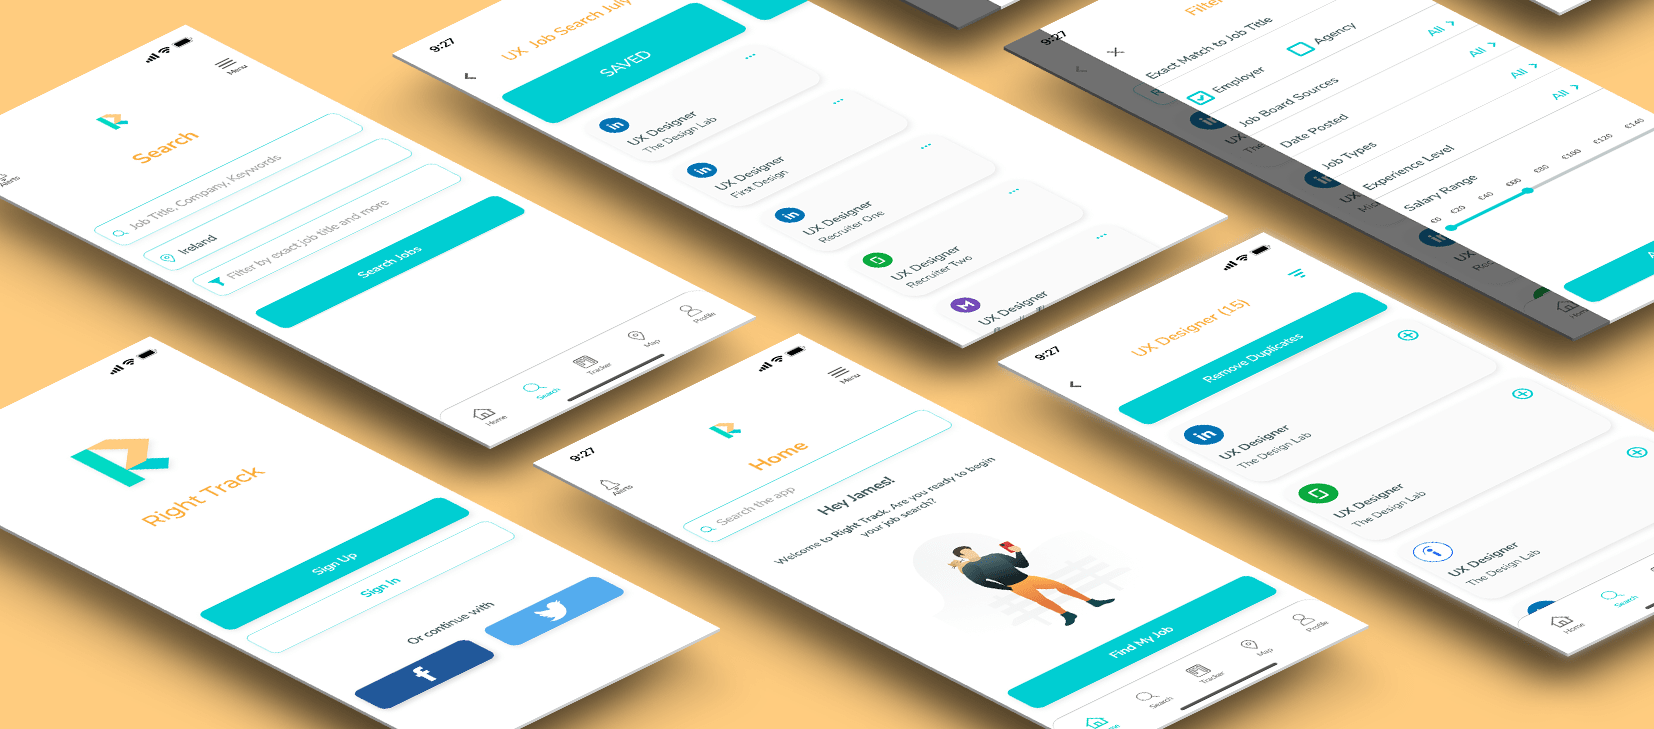 Menu
Search
Alerts
Job Title, Company, Keywords
Ireland
Filter by exact job title and more
Search Jobs
Home
Search
Tracker
Map
Profile
9:27
UX Job Search July
SAVED
in
UX Designer
The Design Lab
in
UX Designer
First Design
in
UX Designer
Recruiter One
UX Designer
Recruiter Two
UX Designer
9:27
Filter
Exact Match to Job Title
Employer
Agency
Job Board Sources
All
Date Posted
All
Job Types
All
Experience Level
All
Salary Range
€0
€20
€40
€60
€80
€100
€120
€140
Right Track
Sign Up
Sign In
Or continue with
f
9:27
Menu
Alerts
Home
Search the app
Hey James!
Welcome to Right Track. Are you ready to begin
your job search?
Find My Job
Search
Tracker
Map
Profile
9:27
UX Designer (15)
Remove Duplicates
in
UX Designer
The Design Lab
UX Designer
The Design Lab
UX Designer
The Design Lab
Home
Search